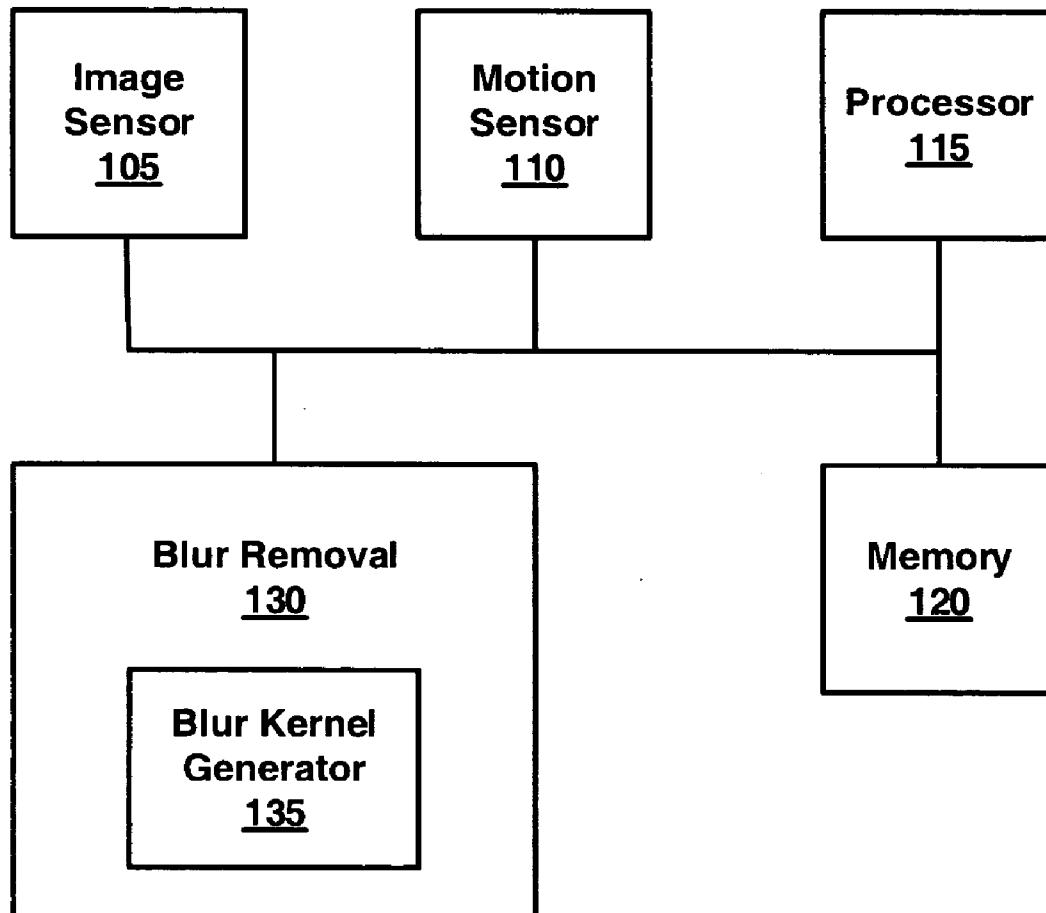 Image
Sensor
105
Motion
Sensor
110
Processor
115
Blur Removal
130
Memory
120
Blur Kernel
Generator
135